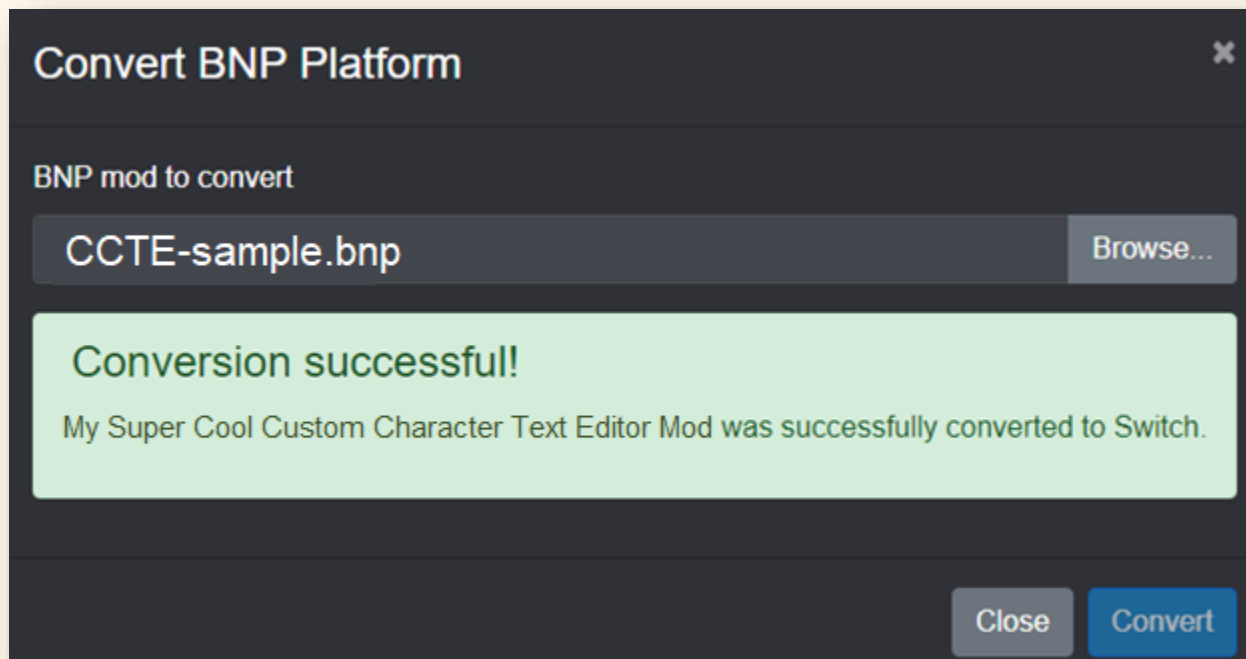 Convert BNP Platform
×
BNP mod to convert
CCTE-sample.bnp
Browse...
Conversion successful!
My Super Cool Custom Character Text Editor Mod was successfully converted to Switch.
Close
Convert